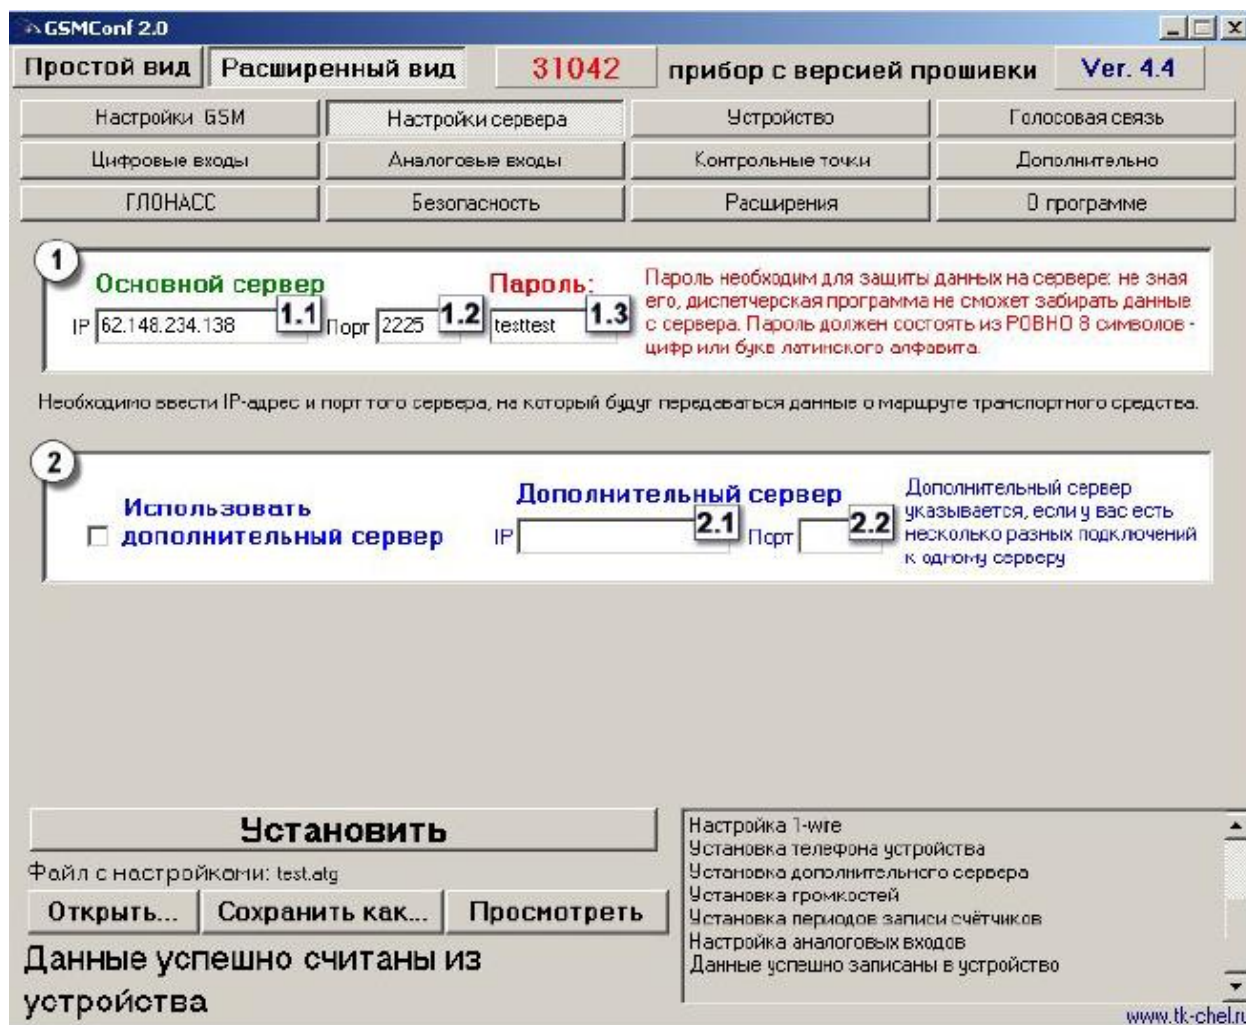 GSMConf 2.0
Простой вид Расширенный вид 31042 прибор с версией прошивки Ver. 4.4
Настройки GSM Настройки сервера Устройство Голосовая связь
Цифровые входы Аналоговые входы Контрольные точки Дополнительно
ГЛОНАСС Безопасность Расширения О программе
1
Основной сервер Пароль:
IP 62.148.234.138 1.1 Порт 2225 1.2 testtest 1.3
Пароль необходим для защиты данных на сервере: не зная
его, диспетчерская программа не сможет забирать данные
с сервера. Пароль должен состоять из РОВНО 8 символов -
цифр или букв латинского алфавита.
Необходимо ввести IP-адрес и порт того сервера, на который будут передаваться данные о маршруте транспортного средства.
2
Использовать
дополнительный сервер
Дополнительный сервер
IP 2.1 Порт 2.2
Дополнительный сервер
указывается, если у вас есть
несколько разных подключений
к одному серверу
Установить
Файл с настройками: test.atg
Открыть... Сохранить как... Просмотреть
Данные успешно считаны из
устройства
Настройка 1-wire
Установка телефона устройства
Установка дополнительного сервера
Установка громкостей
Установка периодов записи счётчиков
Настройка аналоговых входов
Данные успешно записаны в устройство
www.tk-chel.ru